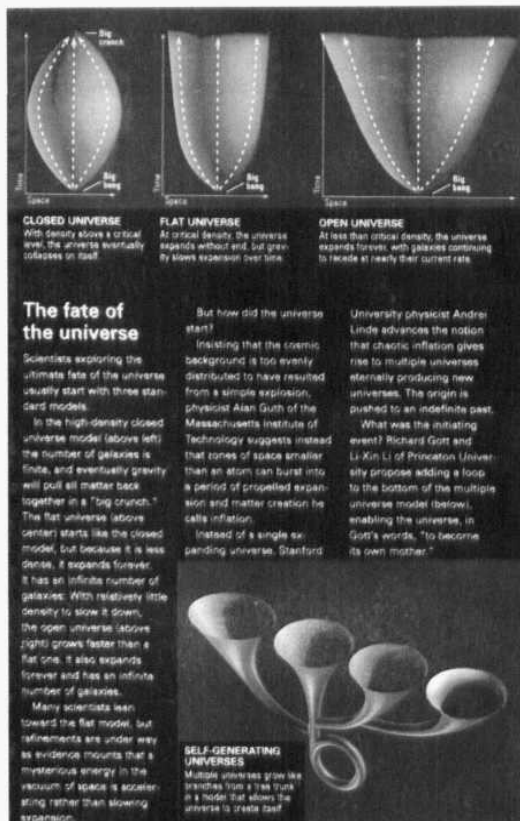 Big
crunch
Time
Space
Big
bang
CLOSED UNIVERSE
With density above a critical
level, the universe eventually
collapses on itself.
Time
Space
Big
bang
FLAT UNIVERSE
At critical density, the universe
expands without end, but grav-
ity slows expansion over time.
Time
Space
Big
bang
OPEN UNIVERSE
At less than critical density, the universe
expands forever, with galaxies continuing
to recede at nearly their current rate.
The fate of
the universe
Scientists exploring the
ultimate fate of the universe
usually start with three stan-
dard models.
In the high-density closed
universe model (above left)
the number of galaxies is
finite, and eventually gravity
will pull all matter back
together in a "big crunch."
The flat universe (above
center) starts like the closed
model, but because it is less
dense, it expands forever.
It has an infinite number of
galaxies. With relatively little
density to slow it down,
the open universe (above
right) grows faster than a
flat one. It also expands
forever and has an infinite
number of galaxies.
Many scientists lean
toward the flat model, but
refinements are under way
as evidence mounts that a
mysterious energy in the
vacuum of space is acceler-
ating rather than slowing
expansion.
But how did the universe
start?
Insisting that the cosmic
background is too evenly
distributed to have resulted
from a simple explosion,
physicist Alan Guth of the
Massachusetts Institute of
Technology suggests instead
that zones of space smaller
than an atom can burst into
a period of propelled expan-
sion and matter creation he
calls inflation.
Instead of a single ex-
panding universe, Stanford
University physicist Andrei
Linde advances the notion
that chaotic inflation gives
rise to multiple universes
eternally producing new
universes. The origin is
pushed to an indefinite past.
What was the initiating
event? Richard Gott and
Li-Xin Li of Princeton Univer-
sity propose adding a loop
to the bottom of the multiple
universe model (below),
enabling the universe, in
Gott's words, "to become
its own mother."
SELF-GENERATING
UNIVERSES
Multiple universes grow like
branches from a tree trunk
in a model that allows the
universe to create itself.